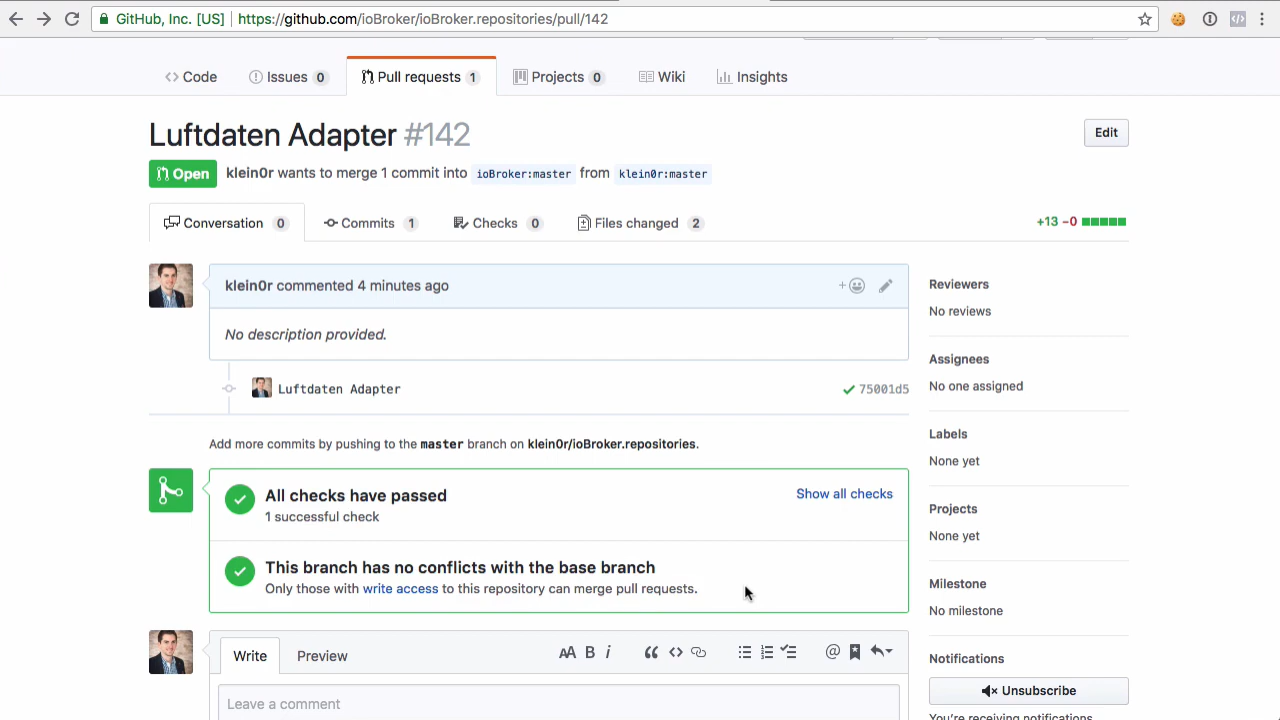 GitHub, Inc. [US] | https://github.com/ioBroker/ioBroker.repositories/pull/142
Code Issues 0 Pull requests 1 Projects 0 Wiki Insights
Luftdaten Adapter #142
Edit
Open klein0r wants to merge 1 commit into ioBroker:master from klein0r:master
Conversation 0 Commits 1 Checks 0 Files changed 2
+13 −0
klein0r commented 4 minutes ago
No description provided.
Luftdaten Adapter
75001d5
Add more commits by pushing to the master branch on klein0r/ioBroker.repositories.
All checks have passed
Show all checks
1 successful check
This branch has no conflicts with the base branch
Only those with write access to this repository can merge pull requests.
Write Preview
AA B i
Leave a comment
Reviewers
No reviews
Assignees
No one assigned
Labels
None yet
Projects
None yet
Milestone
No milestone
Notifications
Unsubscribe
You're receiving notifications